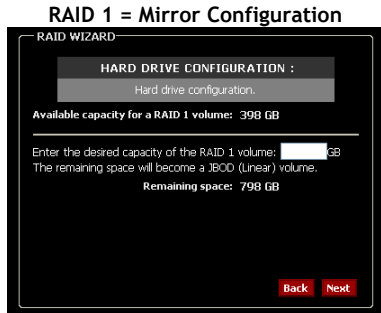 RAID 1 = Mirror Configuration
RAID WIZARD
HARD DRIVE CONFIGURATION :
Hard drive configuration.
Available capacity for a RAID 1 volume: 398 GB
Enter the desired capacity of the RAID 1 volume: GB
The remaining space will become a JBOD (Linear) volume.
Remaining space: 798 GB
Back Next